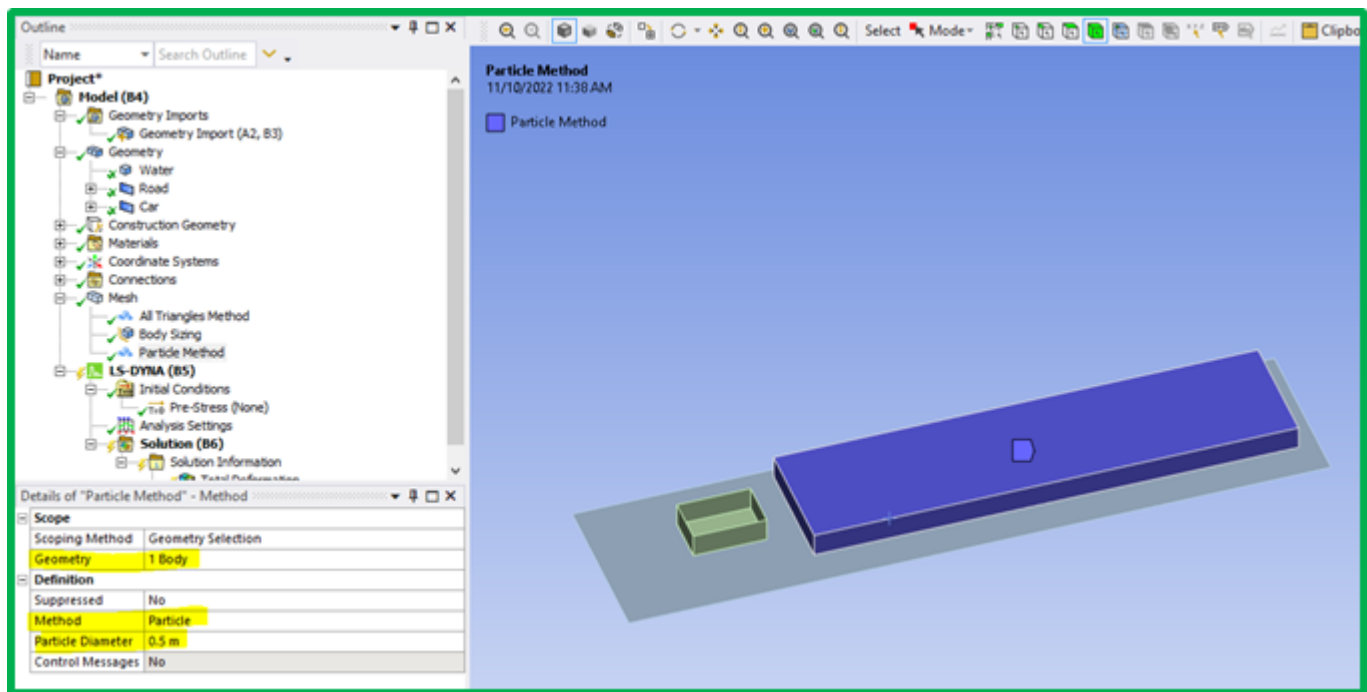 Outline
Name Search Outline
Project*
Model (B4)
Geometry Imports
Geometry Import (A2, B3)
Geometry
Water
Road
Car
Construction Geometry
Materials
Coordinate Systems
Connections
Mesh
All Triangles Method
Body Sizing
Particle Method
LS-DYNA (B5)
Initial Conditions
T=0 Pre-Stress (None)
Analysis Settings
Solution (B6)
Solution Information
Total Deformation
Details of "Particle Method" - Method
Scope
Scoping Method Geometry Selection
Geometry 1 Body
Definition
Suppressed No
Method Particle
Particle Diameter 0.5 m
Control Messages No
Select Mode Clipbo
Particle Method
11/10/2022 11:38 AM
Particle Method